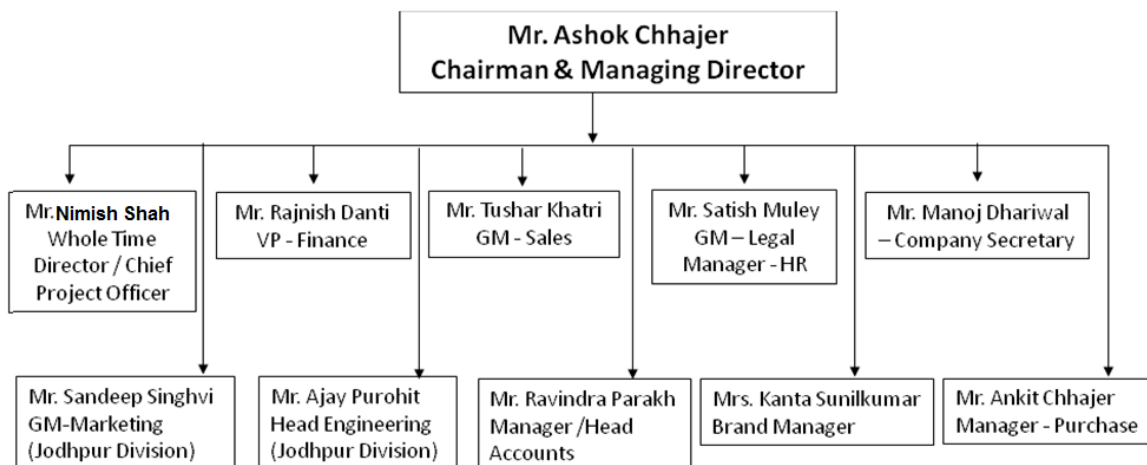 Mr. Ashok Chhajer
Chairman & Managing Director
Mr. Nimish Shah
Whole Time
Director / Chief
Project Officer
Mr. Rajnish Danti
VP - Finance
Mr. Tushar Khatri
GM - Sales
Mr. Satish Muley
GM – Legal
Manager - HR
Mr. Manoj Dhariwal
– Company Secretary
Mr. Sandeep Singhvi
GM-Marketing
(Jodhpur Division)
Mr. Ajay Purohit
Head Engineering
(Jodhpur Division)
Mr. Ravindra Parakh
Manager /Head
Accounts
Mrs. Kanta Sunilkumar
Brand Manager
Mr. Ankit Chhajer
Manager - Purchase